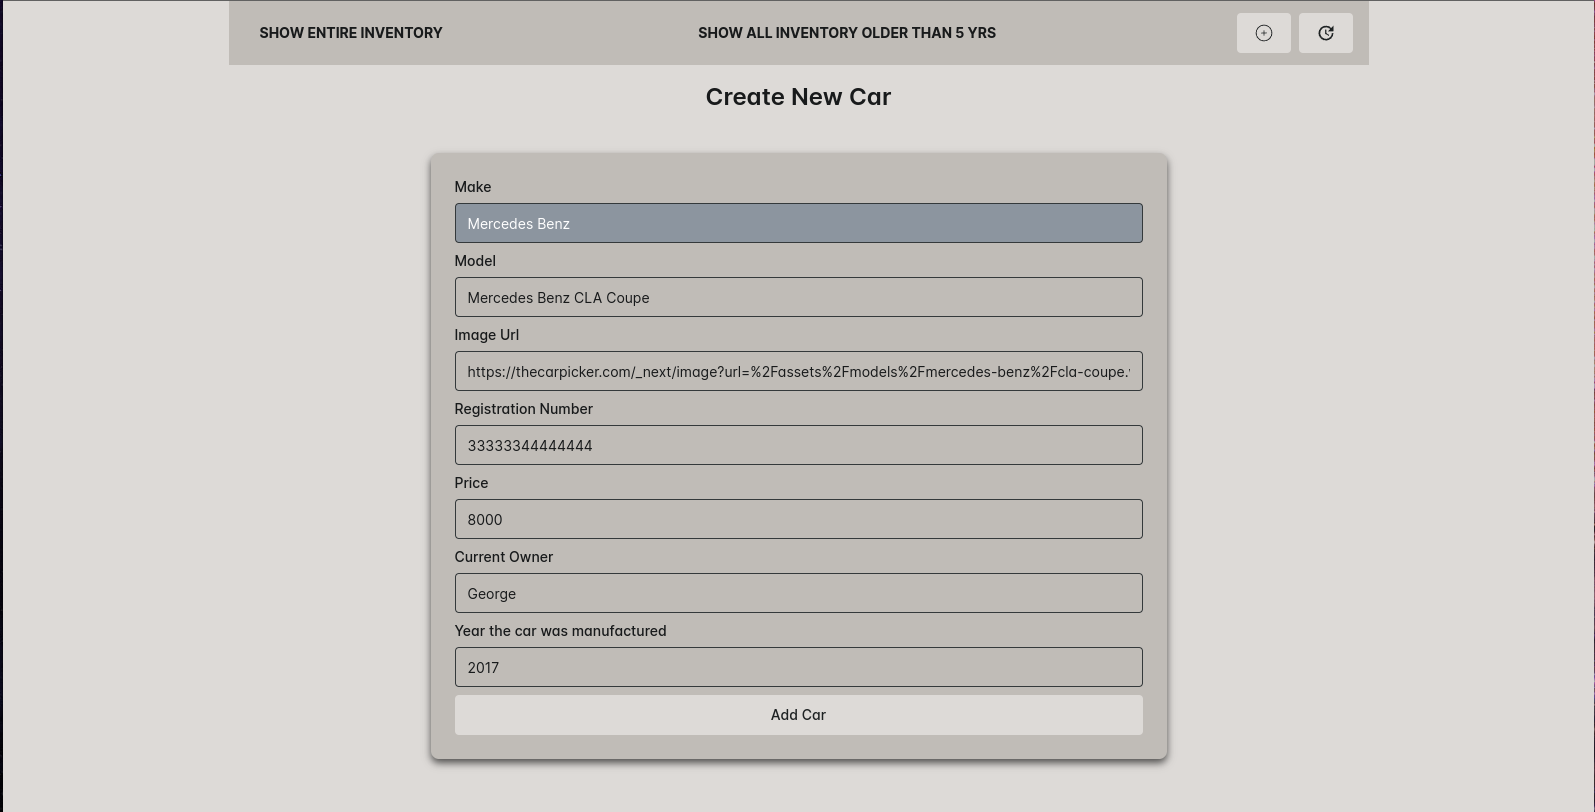 SHOW ENTIRE INVENTORY
SHOW ALL INVENTORY OLDER THAN 5 YRS
Create New Car
Make
Mercedes Benz
Model
Mercedes Benz CLA Coupe
Image Url
https://thecarpicker.com/_next/image?url=%2Fassets%2Fmodels%2Fmercedes-benz%2Fcla-coupe.
Registration Number
33333344444444
Price
8000
Current Owner
George
Year the car was manufactured
2017
Add Car